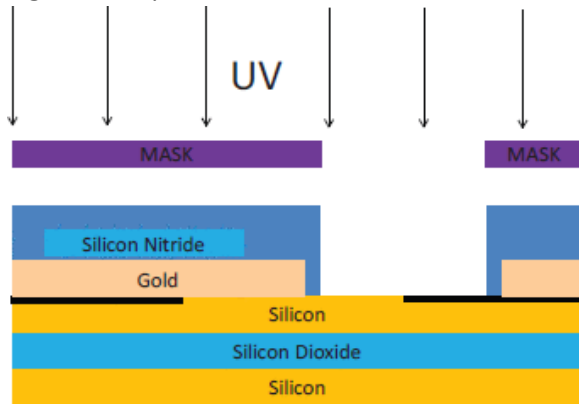 UV
MASK MASK
Silicon Nitride
Gold
Silicon
Silicon Dioxide
Silicon